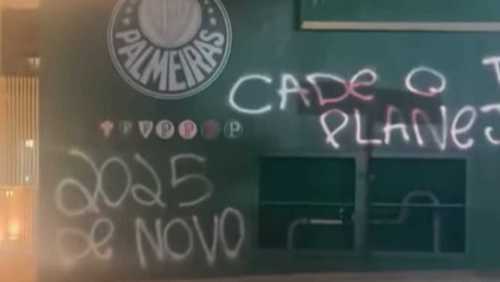 PALMEIRAS
CADe O
PLANEJ
2025
De NOVO